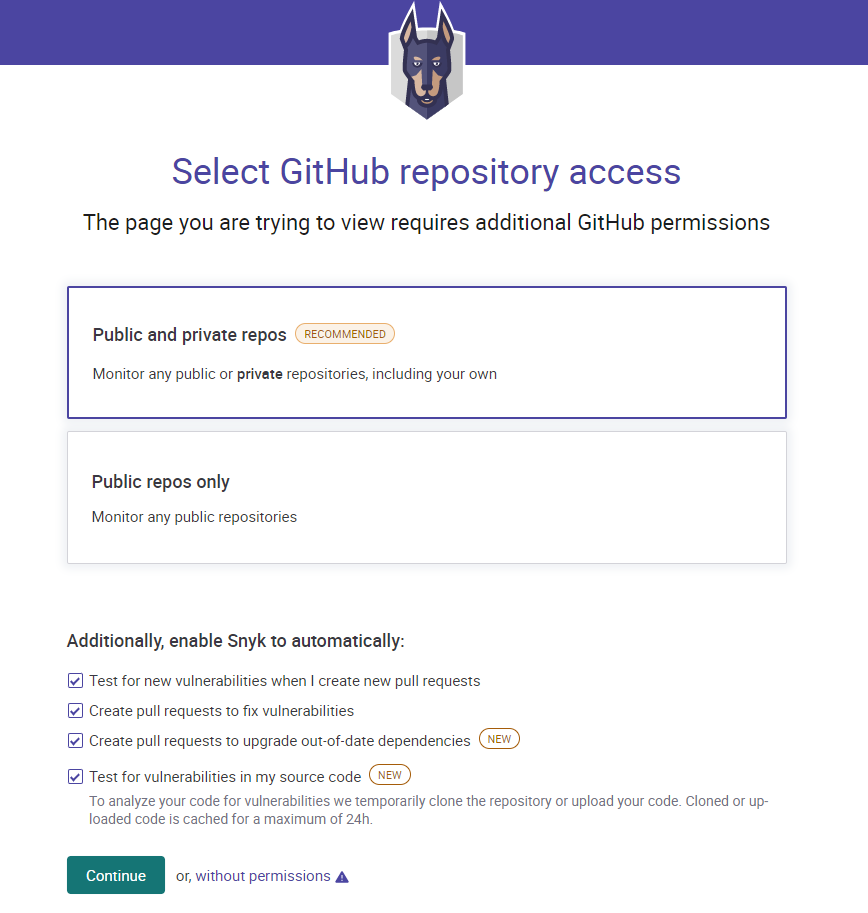 Select GitHub repository access
The page you are trying to view requires additional GitHub permissions
Public and private repos RECOMMENDED
Monitor any public or private repositories, including your own
Public repos only
Monitor any public repositories
Additionally, enable Snyk to automatically:
Test for new vulnerabilities when I create new pull requests
Create pull requests to fix vulnerabilities
Create pull requests to upgrade out-of-date dependencies NEW
Test for vulnerabilities in my source code NEW
To analyze your code for vulnerabilities we temporarily clone the repository or upload your code. Cloned or up-
loaded code is cached for a maximum of 24h.
Continue or, without permissions